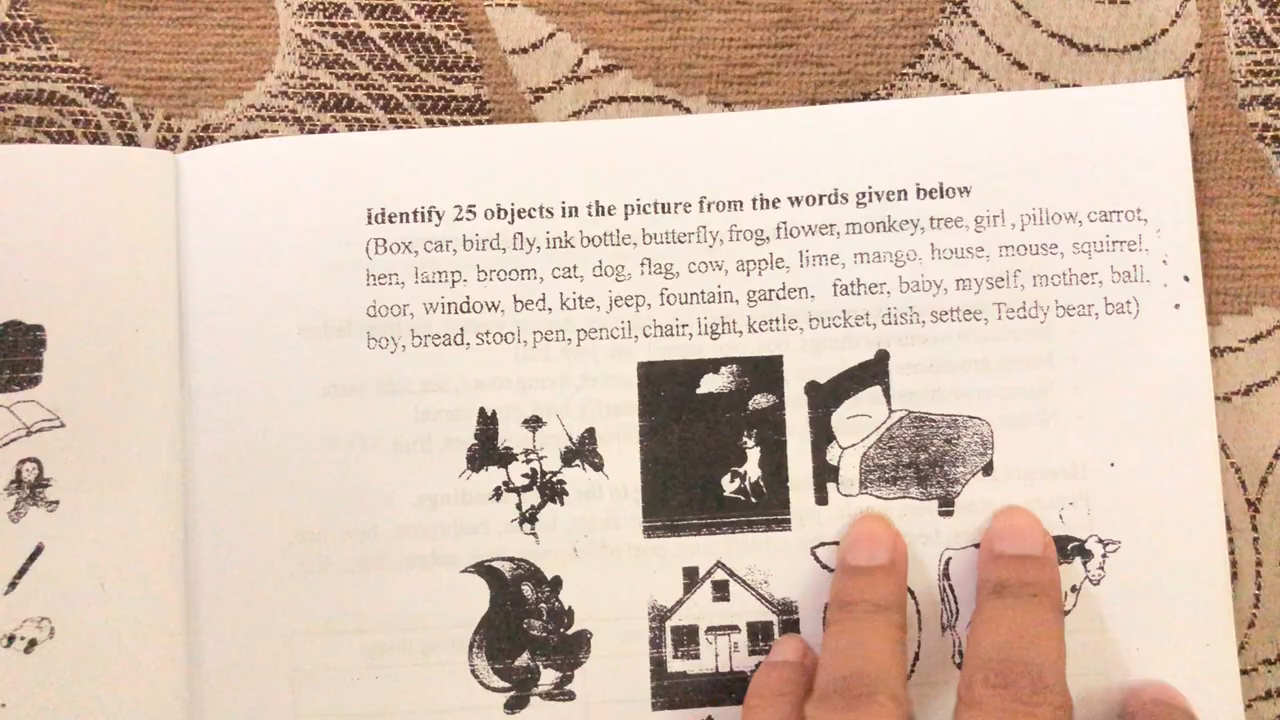 Identify 25 objects in the picture from the words given below
(Box, car, bird, fly, ink bottle, butterfly, frog, flower, monkey, tree, girl , pillow, carrot,
hen, lamp. broom, cat, dog, flag, cow, apple, lime, mango, house, mouse, squirrel,
door, window, bed, kite, jeep, fountain, garden, father, baby, myself, mother, ball,
boy, bread, stool, pen, pencil, chair, light, kettle, bucket, dish, settee, Teddy bear, bat)